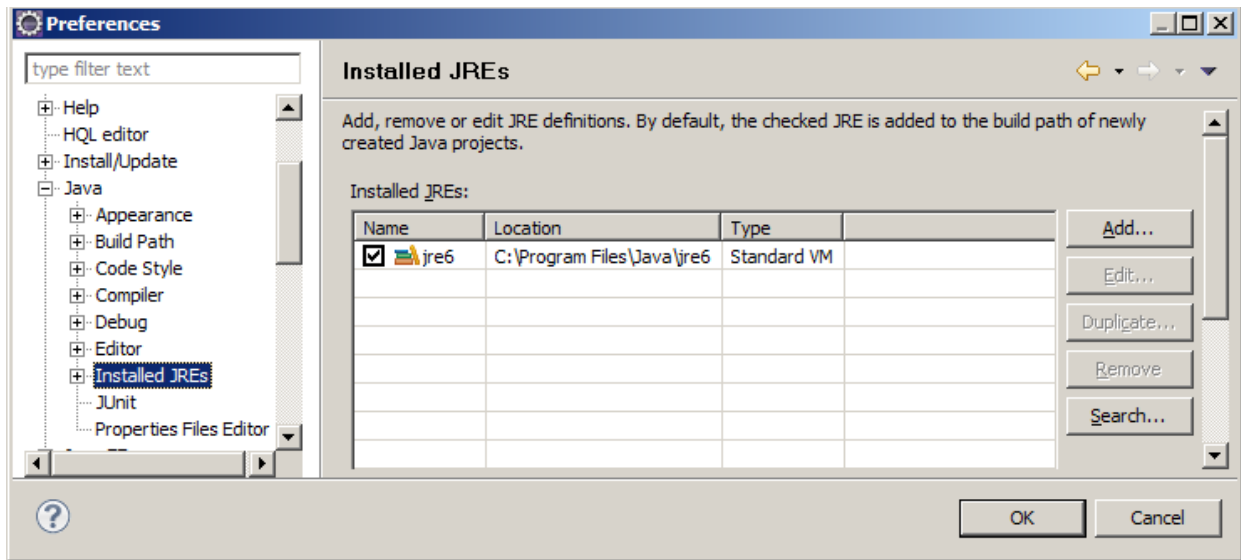 Preferences
type filter text
Help
HQL editor
Install/Update
Java
Appearance
Build Path
Code Style
Compiler
Debug
Editor
Installed JREs
JUnit
Properties Files Editor
Installed JREs
Add, remove or edit JRE definitions. By default, the checked JRE is added to the build path of newly
created Java projects.
Installed JREs:
Name Location Type
jre6 C:\Program Files\Java\jre6 Standard VM
Add...
Edit...
Duplicate...
Remove
Search...
?
OK Cancel